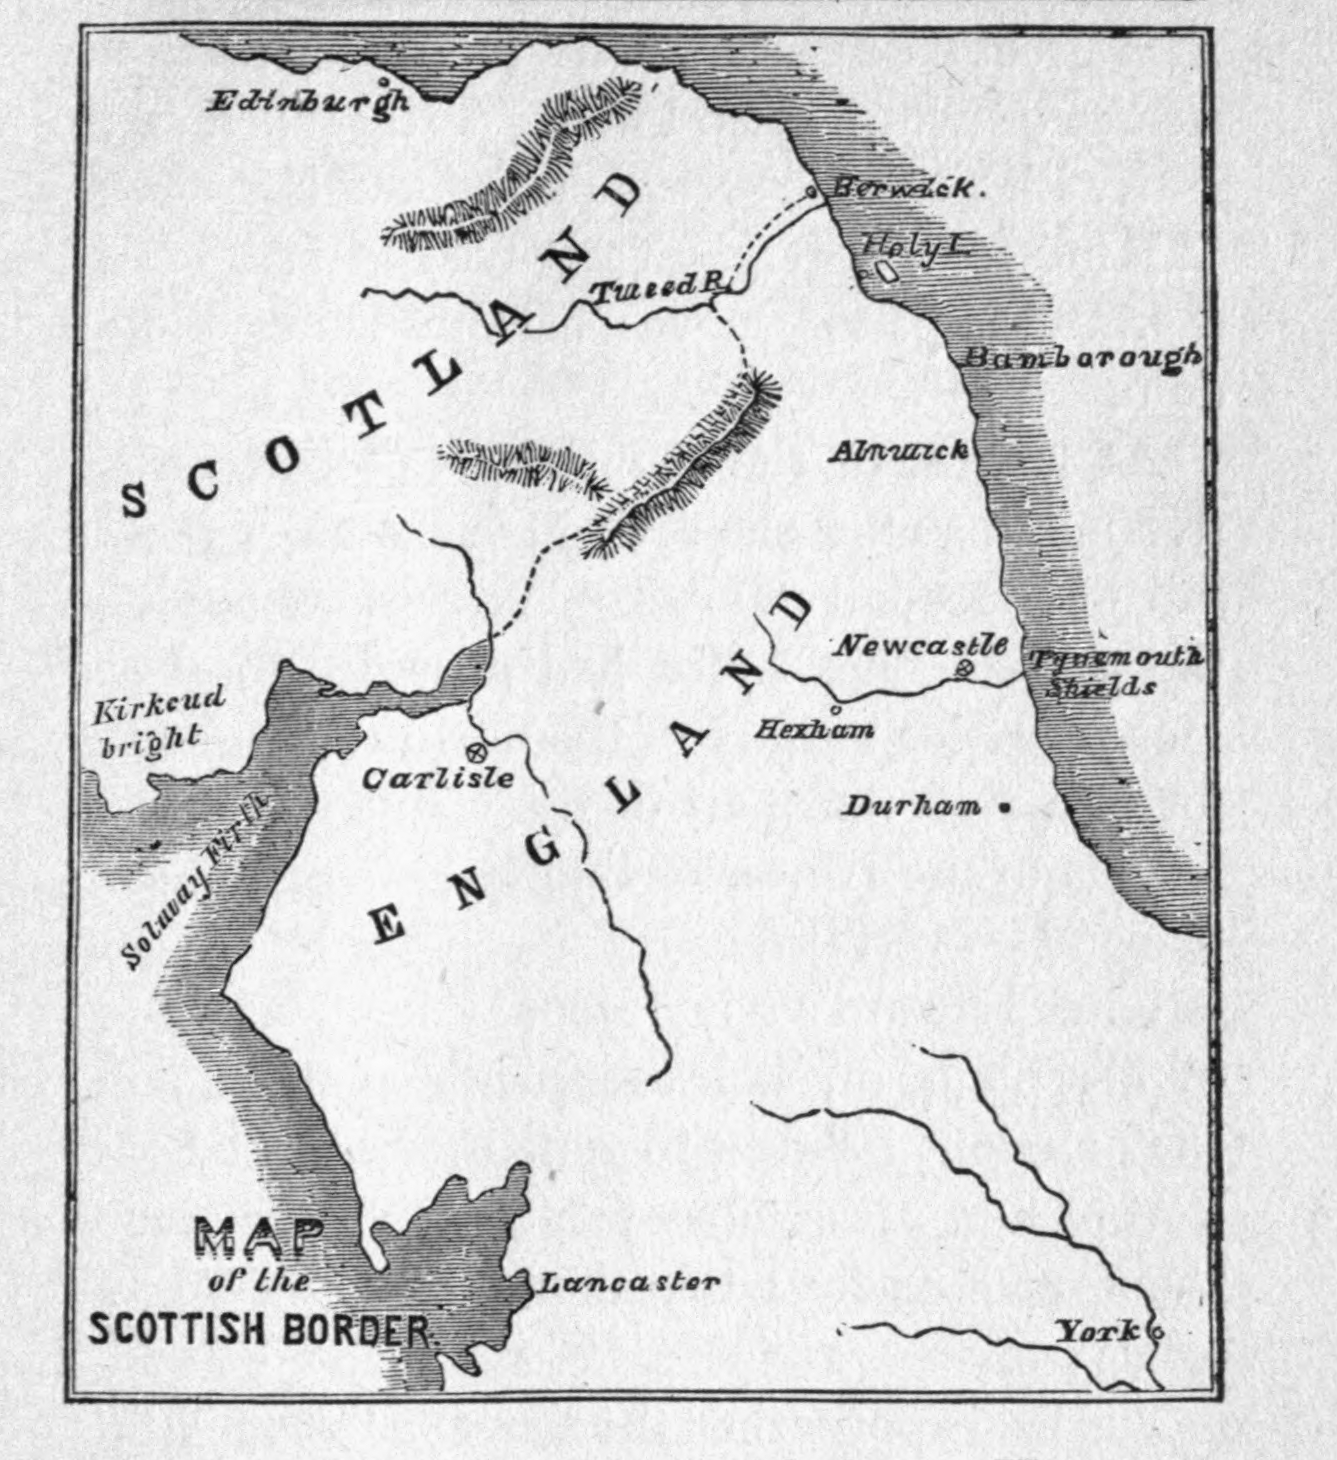 Edinburgh
Berwick.
Holy I.
Tweed R.
SCOTLAND
Bamborough
Alnwick
Newcastle
Tynemouth
Shields
Hexham
Kirkcud
bright
Carlisle
Durham
Solway Firth
ENGLAND
MAP
of the
SCOTTISH BORDER.
Lancaster
York